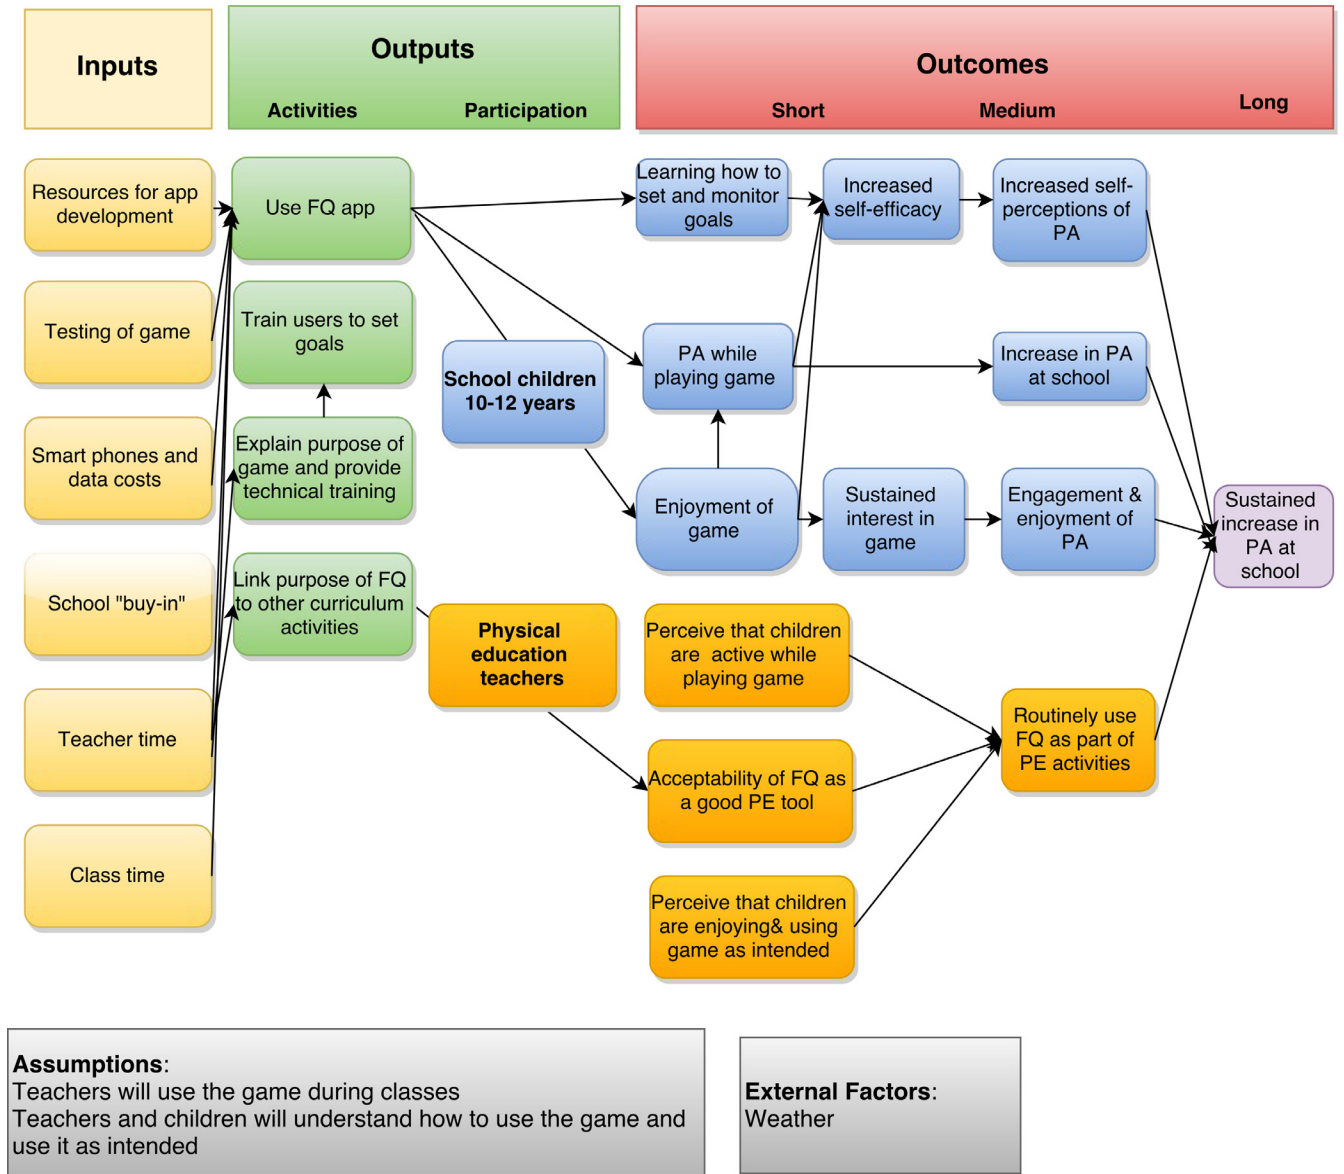 Inputs
Outputs
Activities
Participation
Outcomes
Short
Medium
Long
Resources for app
development
Use FQ app
Learning how to
set and monitor
goals
Increased
self-efficacy
Increased self-
perceptions of
PA
Testing of game
Train users to set
goals
School children
10-12 years
PA while
playing game
Increase in PA
at school
Smart phones and
data costs
Explain purpose of
game and provide
technical training
Enjoyment of
game
Sustained
interest in
game
Engagement &
enjoyment of
PA
Sustained
increase in
PA at
school
School "buy-in"
Link purpose of FQ
to other curriculum
activities
Physical
education
teachers
Perceive that children
are active while
playing game
Teacher time
Acceptability of FQ as
a good PE tool
Routinely use
FQ as part of
PE activities
Class time
Perceive that children
are enjoying& using
game as intended
Assumptions:
Teachers will use the game during classes
Teachers and children will understand how to use the game and
use it as intended
External Factors:
Weather